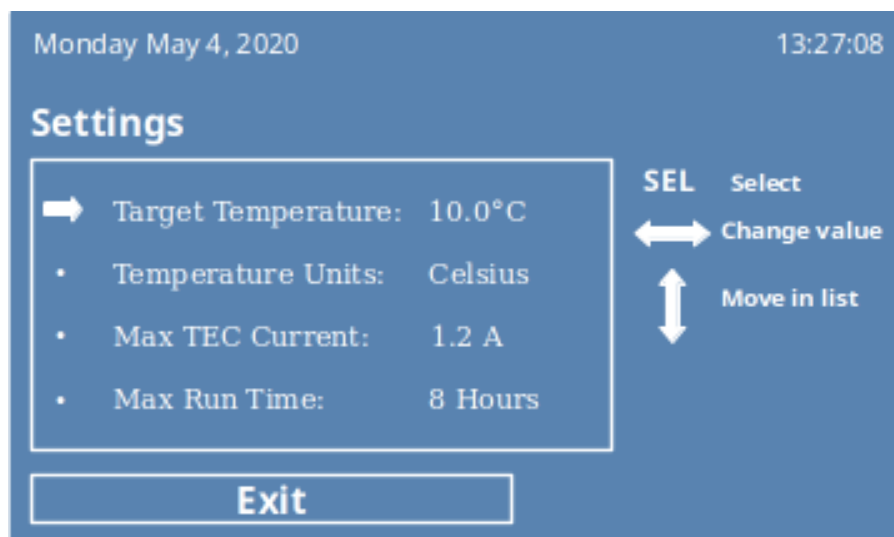 Monday May 4, 2020 13:27:08
Settings
Target Temperature: 10.0°C
• Temperature Units: Celsius
• Max TEC Current: 1.2 A
• Max Run Time: 8 Hours
SEL Select
Change value
Move in list
Exit